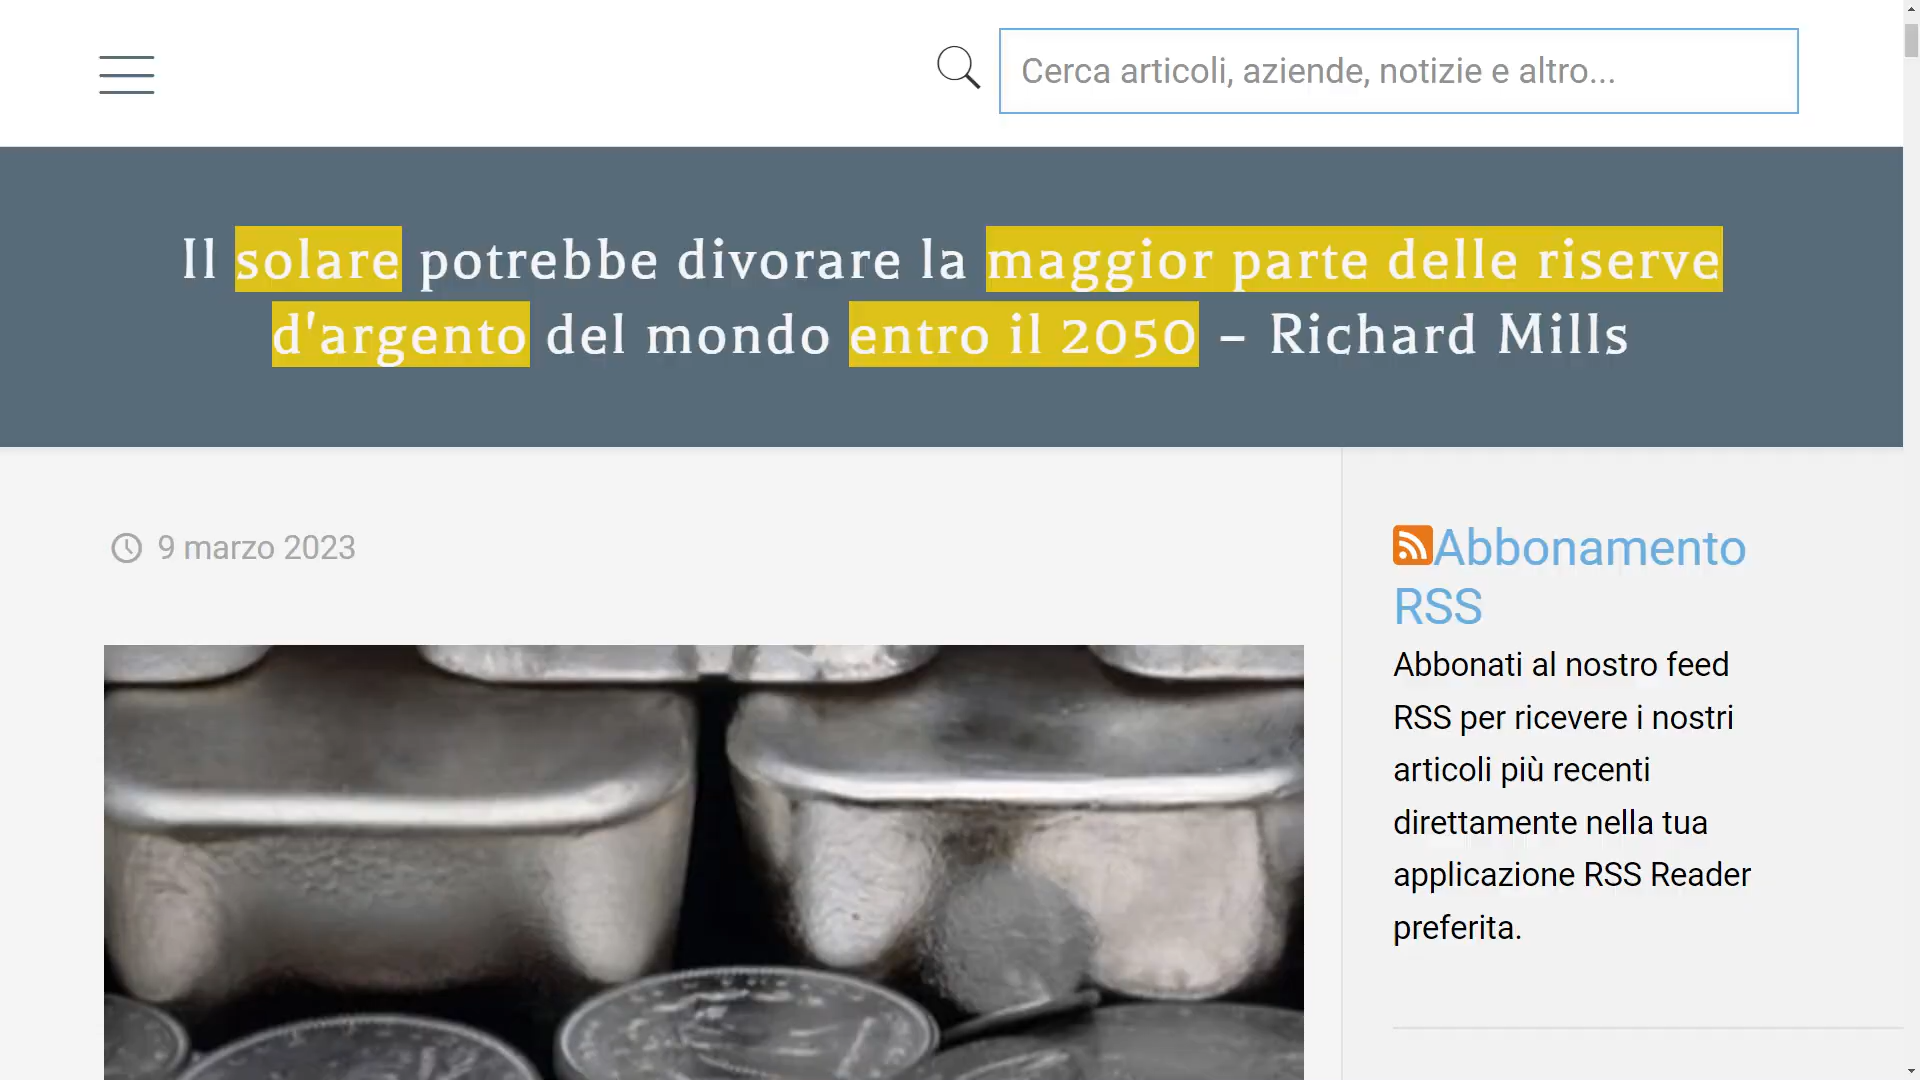 Cerca articoli, aziende, notizie e altro...
Il solare potrebbe divorare la maggior parte delle riserve
d'argento del mondo entro il 2050 – Richard Mills
9 marzo 2023
Abbonamento
RSS
Abbonati al nostro feed
RSS per ricevere i nostri
articoli più recenti
direttamente nella tua
applicazione RSS Reader
preferita.